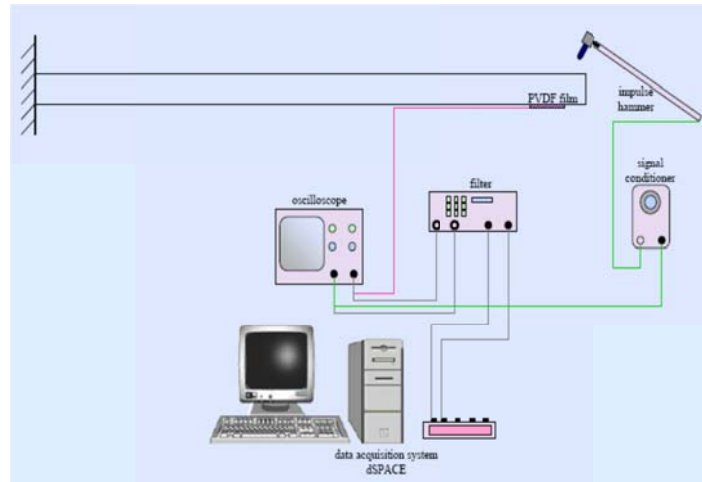 PVDF film
impulse
hammer
signal
conditioner
filter
oscilloscope
data acquisition system
dSPACE